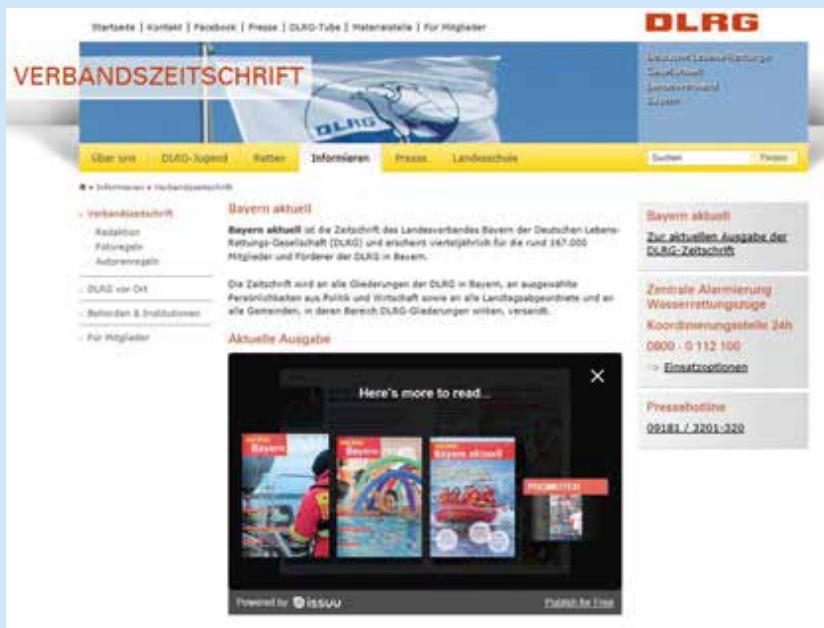 Startseite | Kontakt | Facebook | Presse | DLRG-Tube | Materialstelle | Für Mitglieder
DLRG
Deutsche Lebens-Rettungs-
Gesellschaft
Landesverband
Bayern
VERBANDSZEITSCHRIFT
DLRG
Über uns DLRG-Jugend Retten Informieren Presse Landesschule
Suchen Finden
Informieren Verbandszeitschrift
Verbandszeitschrift
Redaktion
Fotoregeln
Autorenregeln
DLRG vor Ort
Behörden & Institutionen
Für Mitglieder
Bayern aktuell
Bayern aktuell ist die Zeitschrift des Landesverbandes Bayern der Deutschen Lebens-
Rettungs-Gesellschaft (DLRG) und erscheint vierteljährlich für die rund 167.000
Mitglieder und Förderer der DLRG in Bayern.
Die Zeitschrift wird an alle Gliederungen der DLRG in Bayern, an ausgewählte
Persönlichkeiten aus Politik und Wirtschaft sowie an alle Landtagsabgeordnete und an
alle Gemeinden, in deren Bereich DLRG-Gliederungen wirken, versandt.
Aktuelle Ausgabe
Here's more to read...
Bayern
Bayern
Bayern aktuell
PROMOTED
Powered by issuu
Publish for Free
Bayern aktuell
Zur aktuellen Ausgabe der
DLRG-Zeitschrift
Zentrale Alarmierung
Wasserrettungszüge
Koordinierungsstelle 24h
0800 - 0 112 100
Einsatzoptionen
Pressehotline
09181 / 3201-320